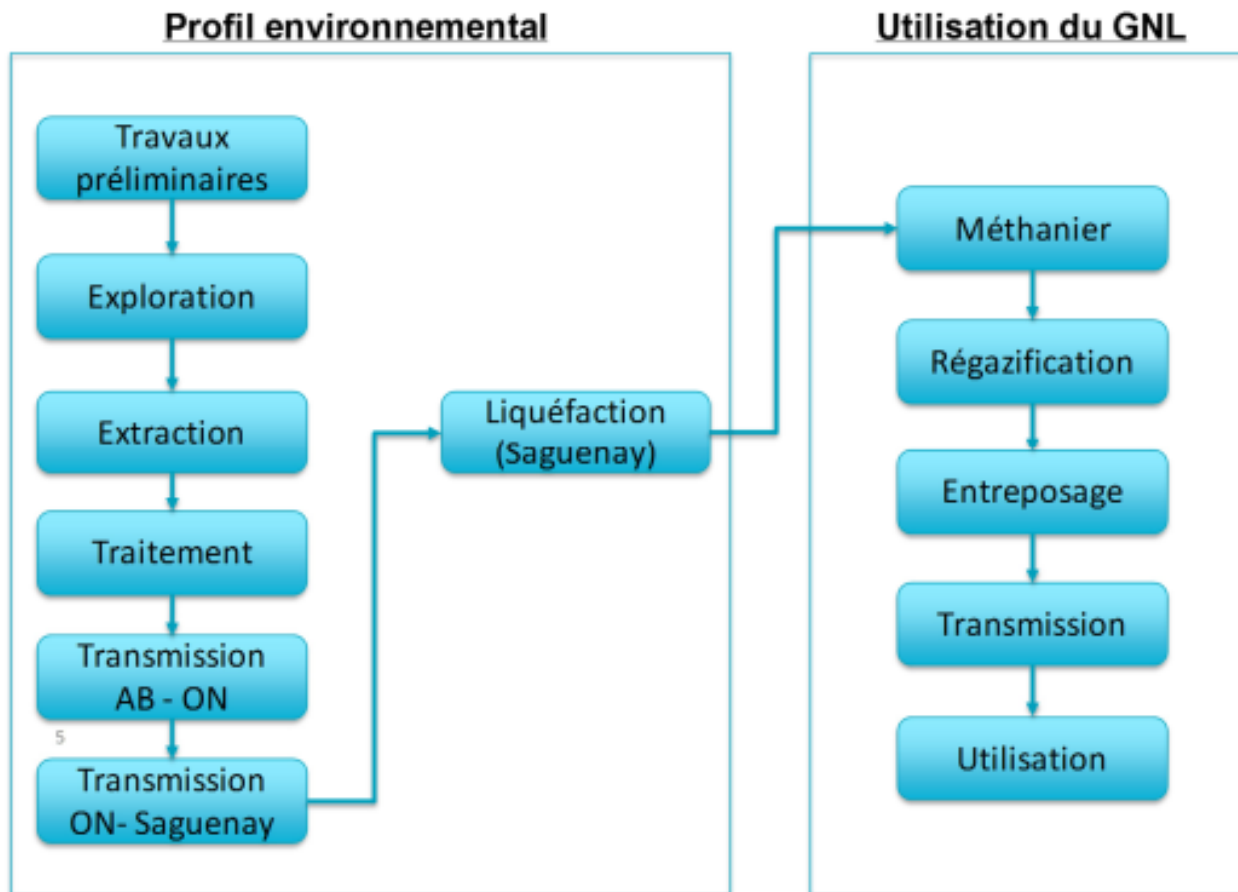 Profil environnemental
Travaux
préliminaires
Exploration
Extraction
Traitement
Transmission
AB - ON
5
Transmission
ON- Saguenay
Liquéfaction
(Saguenay)
Utilisation du GNL
Méthanier
Régazification
Entreposage
Transmission
Utilisation